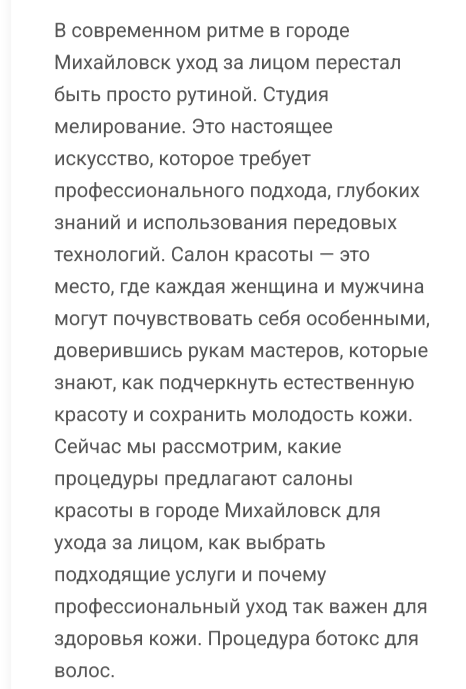 В современном ритме в городе
Михайловск уход за лицом перестал
быть просто рутиной. Студия
мелирование. Это настоящее
искусство, которое требует
профессионального подхода, глубоких
знаний и использования передовых
технологий. Салон красоты — это
место, где каждая женщина и мужчина
могут почувствовать себя особенными,
доверившись рукам мастеров, которые
знают, как подчеркнуть естественную
красоту и сохранить молодость кожи.
Сейчас мы рассмотрим, какие
процедуры предлагают салоны
красоты в городе Михайловск для
ухода за лицом, как выбрать
подходящие услуги и почему
профессиональный уход так важен для
здоровья кожи. Процедура ботокс для
волос.